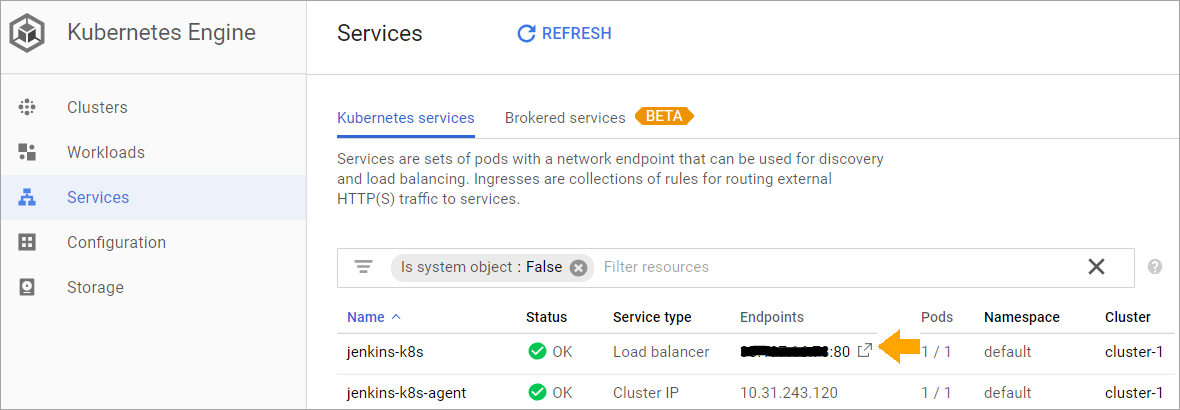 Kubernetes Engine
Services
REFRESH
Clusters
Workloads
Services
Configuration
Storage
Kubernetes services
Brokered services
BETA
Services are sets of pods with a network endpoint that can be used for discovery
and load balancing. Ingresses are collections of rules for routing external
HTTP(S) traffic to services.
Is system object : False
Filter resources
Name Status Service type Endpoints Pods Namespace Cluster
jenkins-k8s OK Load balancer :80 1 / 1 default cluster-1
jenkins-k8s-agent OK Cluster IP 10.31.243.120 1 / 1 default cluster-1